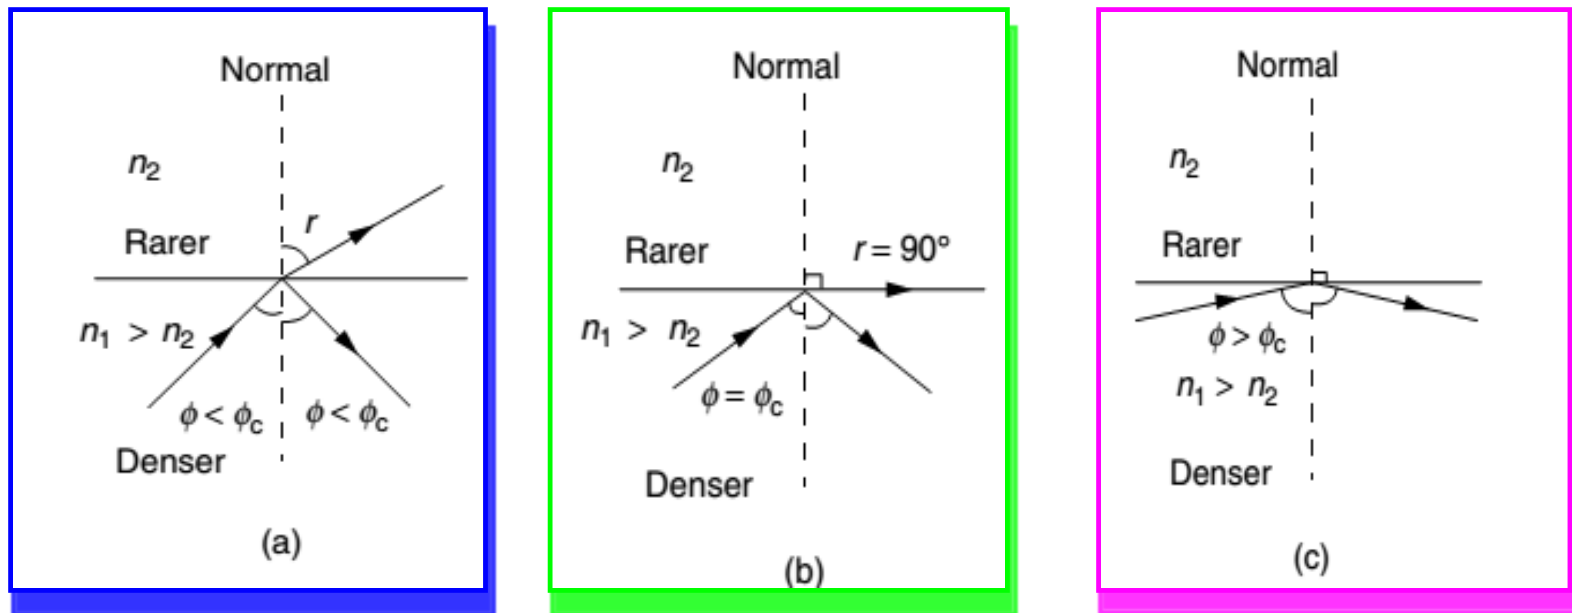 Normal
n2
r
Rarer
n1 > n2
ϕ < ϕc
ϕ < ϕc
Denser
(a)
Normal
n2
Rarer
r = 90°
n1 > n2
ϕ = ϕc
Denser
(b)
Normal
n2
Rarer
ϕ > ϕc
n1 > n2
Denser
(c)